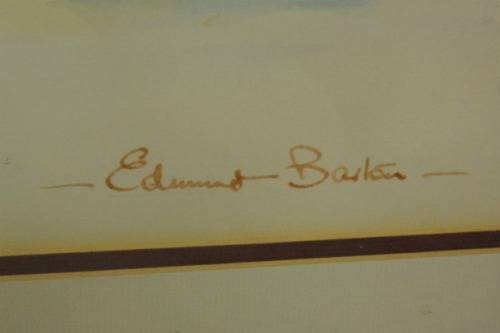 — Edmund — Barton —